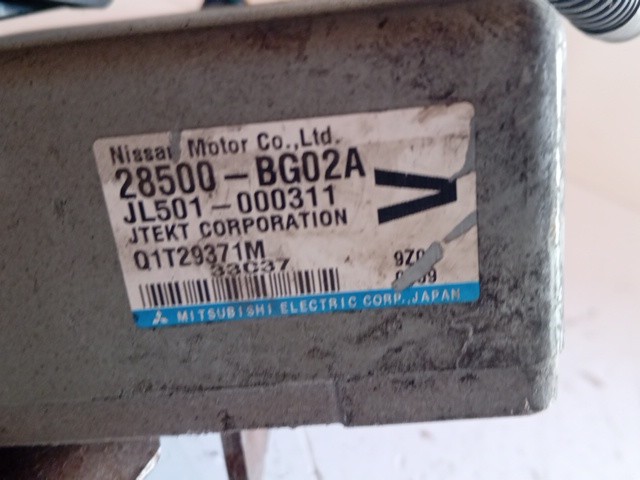 Nissan Motor Co.,Ltd.
28500-BG02A
JL501-000311
JTEKT CORPORATION
V
Q1T29371M
33C37
MITSUBISHI ELECTRIC CORP.,JAPAN